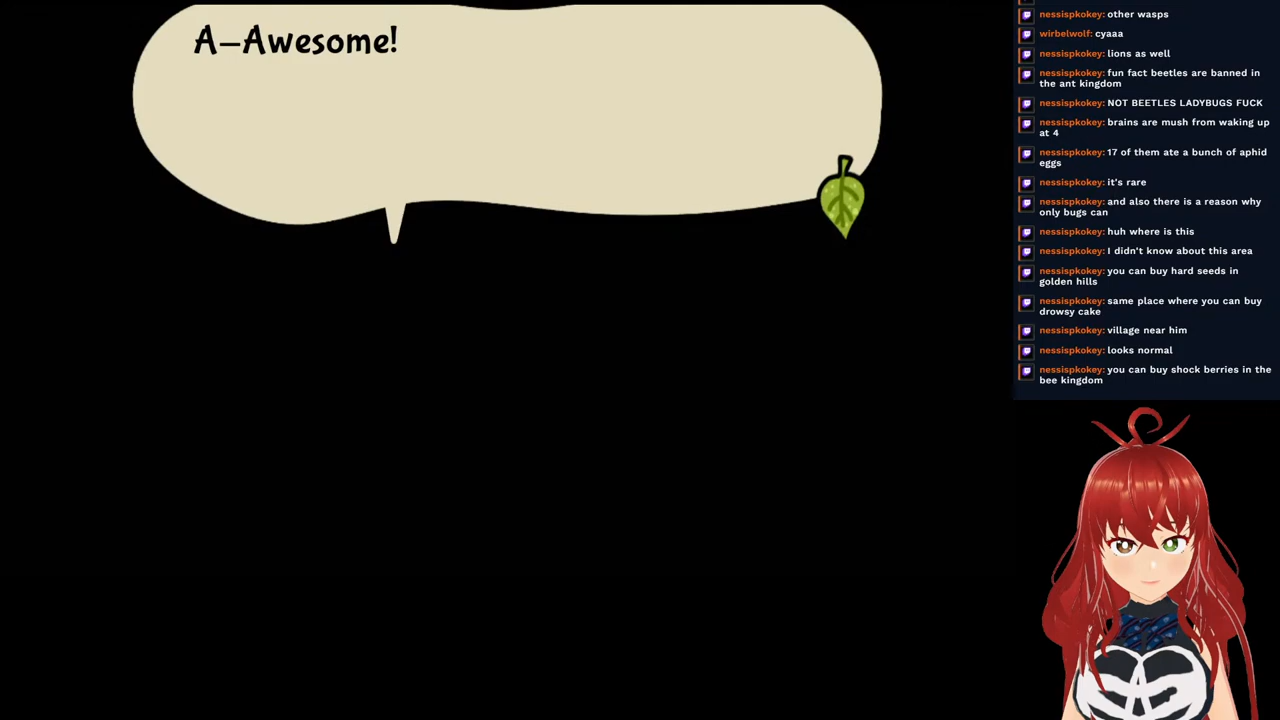 A–Awesome!
nessispkokey: other wasps
wirbelwolf: cyaaa
nessispkokey: lions as well
nessispkokey: fun fact beetles are banned in
the ant kingdom
nessispkokey: NOT BEETLES LADYBUGS FUCK
nessispkokey: brains are mush from waking up
at 4
nessispkokey: 17 of them ate a bunch of aphid
eggs
nessispkokey: it's rare
nessispkokey: and also there is a reason why
only bugs can
nessispkokey: huh where is this
nessispkokey: I didn't know about this area
nessispkokey: you can buy hard seeds in
golden hills
nessispkokey: same place where you can buy
drowsy cake
nessispkokey: village near him
nessispkokey: looks normal
nessispkokey: you can buy shock berries in the
bee kingdom